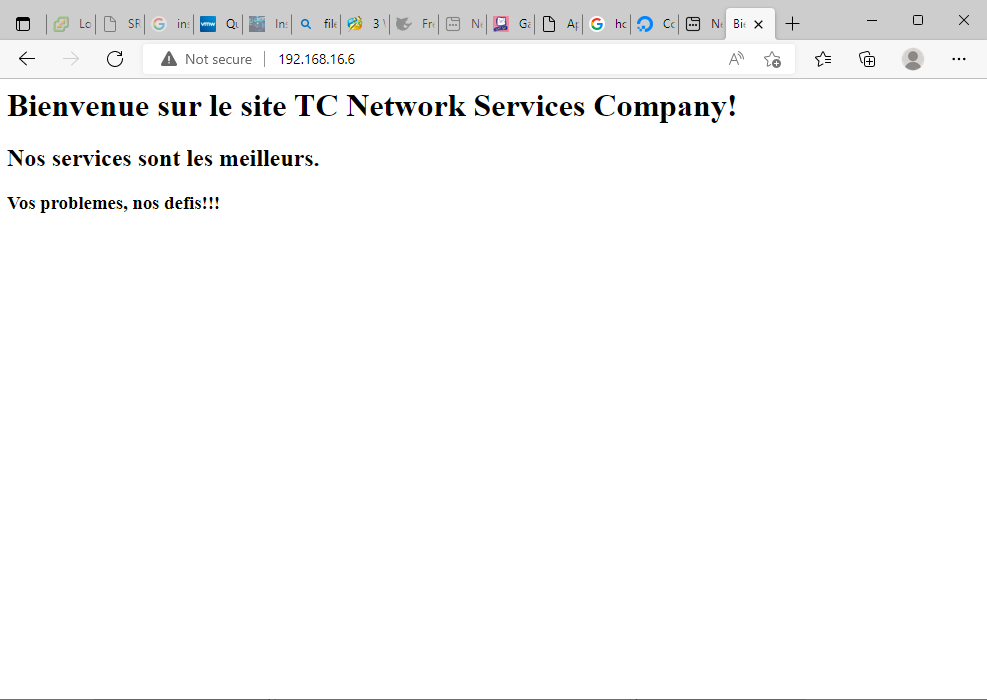 Not secure
192.168.16.6
Bienvenue sur le site TC Network Services Company!
Nos services sont les meilleurs.
Vos problemes, nos defis!!!